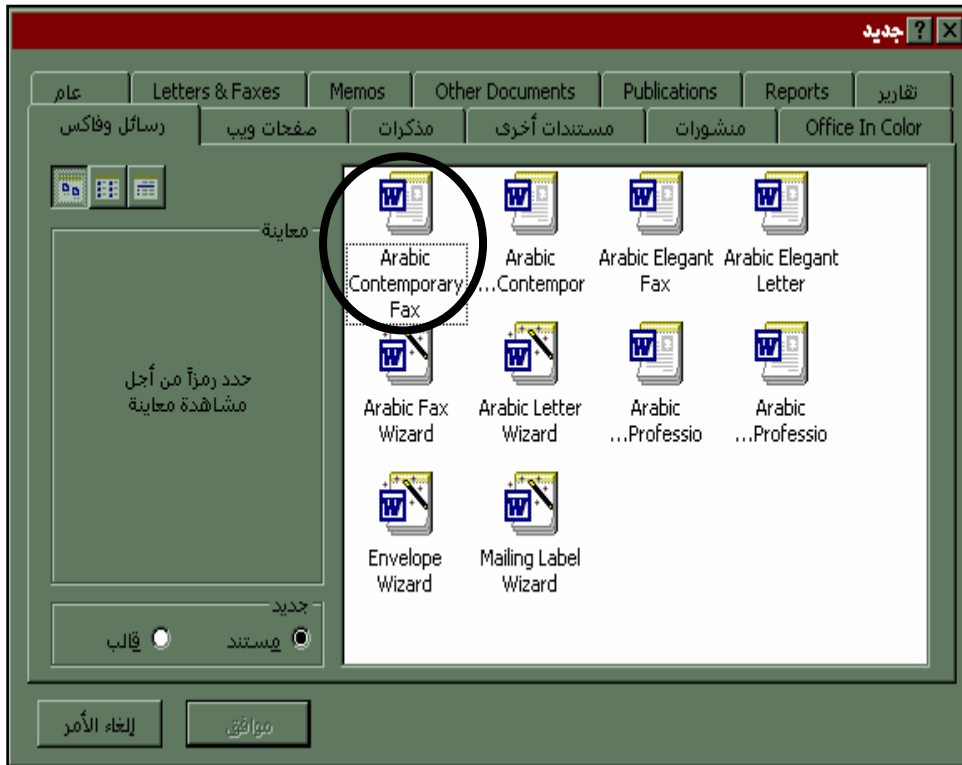 جديد
عام
Letters & Faxes
Memos
Other Documents
Publications
Reports
تقارير
رسائل وفاكس
صفحات ويب
مذكرات
مستندات أخرى
منشورات
Office In Color
معاينة
حدد رمزآ من أجل
مشاهدة معاينة
Arabic
Contemporary
Fax
Arabic
...Contempor
Arabic Elegant
Fax
Arabic Elegant
Letter
Arabic Fax
Wizard
Arabic Letter
Wizard
Arabic
...Professio
Arabic
...Professio
Envelope
Wizard
Mailing Label
Wizard
جديد
مستند
قالب
موافق
إلغاء الأمر